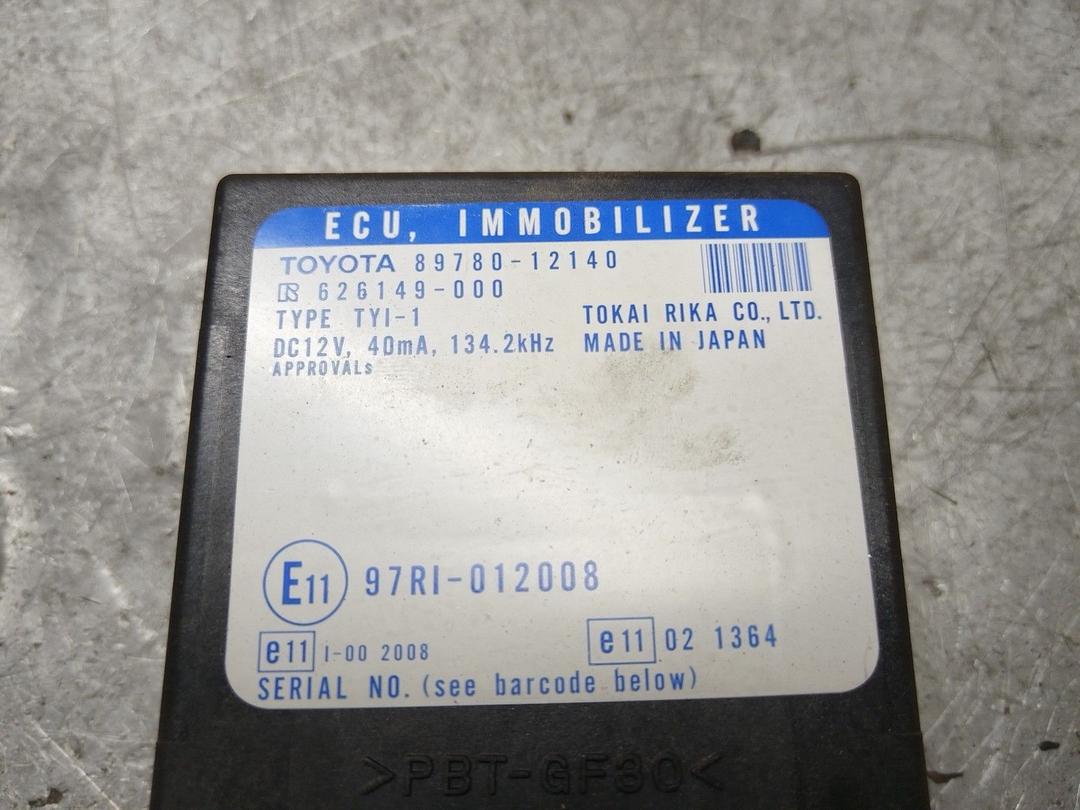 ECU, IMMOBILIZER
TOYOTA 89780-12140
R 626149-000
TYPE TYI-1
TOKAI RIKA CO., LTD.
DC12V, 40mA, 134.2kHz
MADE IN JAPAN
APPROVALs
E11 97RI-012008
e11 I-00 2008
e11 02 1364
SERIAL NO. (see barcode below)
>PBT-GF30<